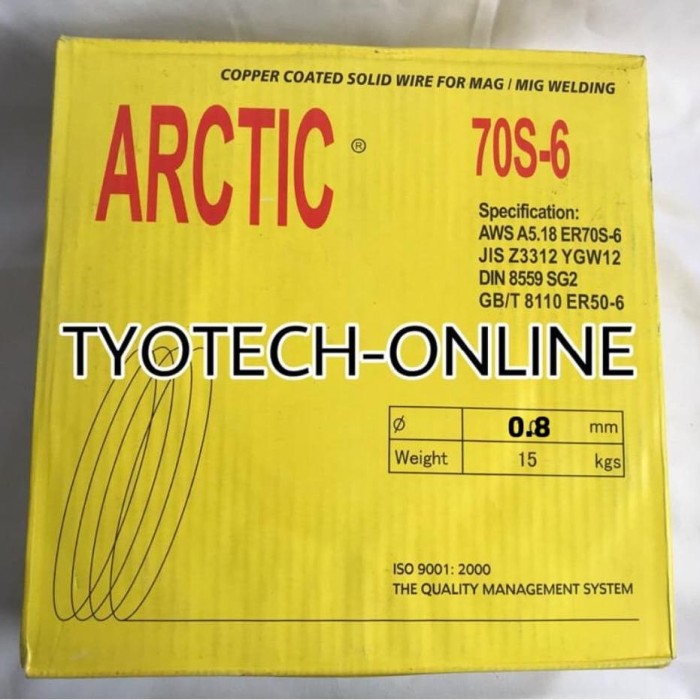 COPPER COATED SOLID WIRE FOR MAG / MIG WELDING
ARCTIC ®
70S-6
Specification:
AWS A5.18 ER70S-6
JIS Z3312 YGW12
DIN 8559 SG2
GB/T 8110 ER50-6
TYOTECH-ONLINE
Ø 0.8 mm
Weight 15 kgs
ISO 9001: 2000
THE QUALITY MANAGEMENT SYSTEM